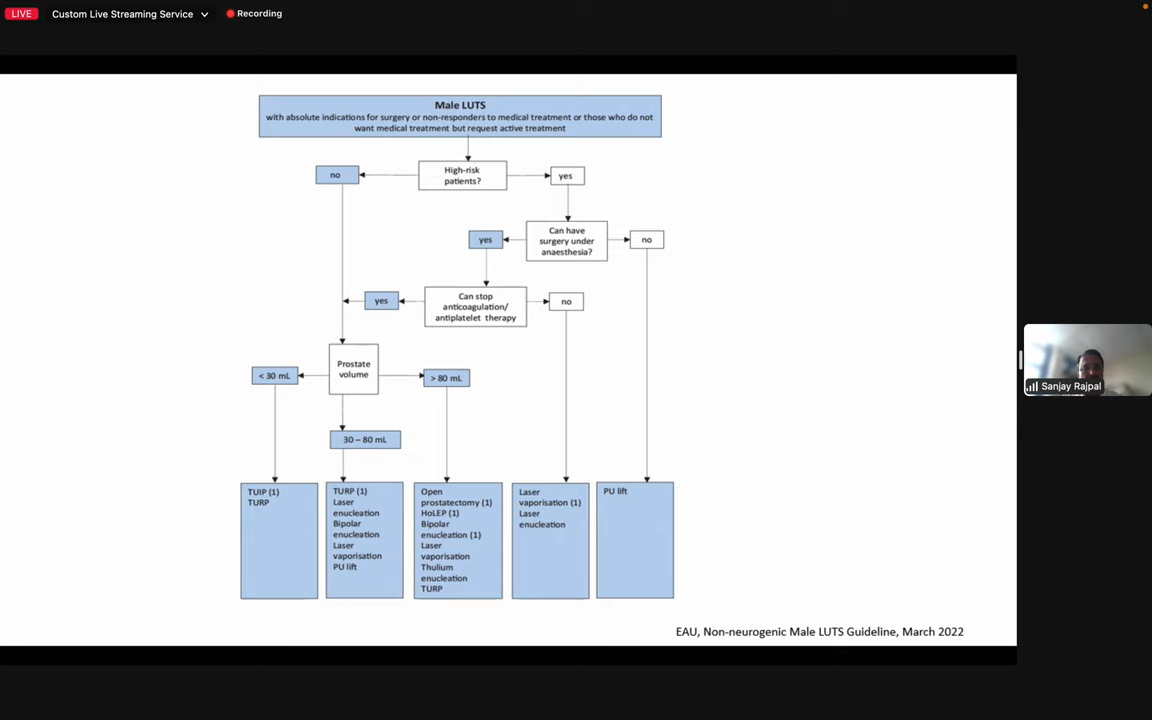 LIVE
Custom Live Streaming Service
Recording
Male LUTS
with absolute indications for surgery or non-responders to medical treatment or those who do not
want medical treatment but request active treatment
no
High-risk
patients?
yes
yes
Can have
surgery under
anaesthesia?
no
yes
Can stop
anticoagulation/
antiplatelet therapy
no
Prostate
volume
< 30 mL
> 80 mL
30 – 80 mL
TUIP (1)
TURP
TURP (1)
Laser
enucleation
Bipolar
enucleation
Laser
vaporisation
PU lift
Open
prostatectomy (1)
HoLEP (1)
Bipolar
enucleation (1)
Laser
vaporisation
Thulium
enucleation
TURP
Laser
vaporisation (1)
Laser
enucleation
PU lift
EAU, Non-neurogenic Male LUTS Guideline, March 2022
Sanjay Rajpal